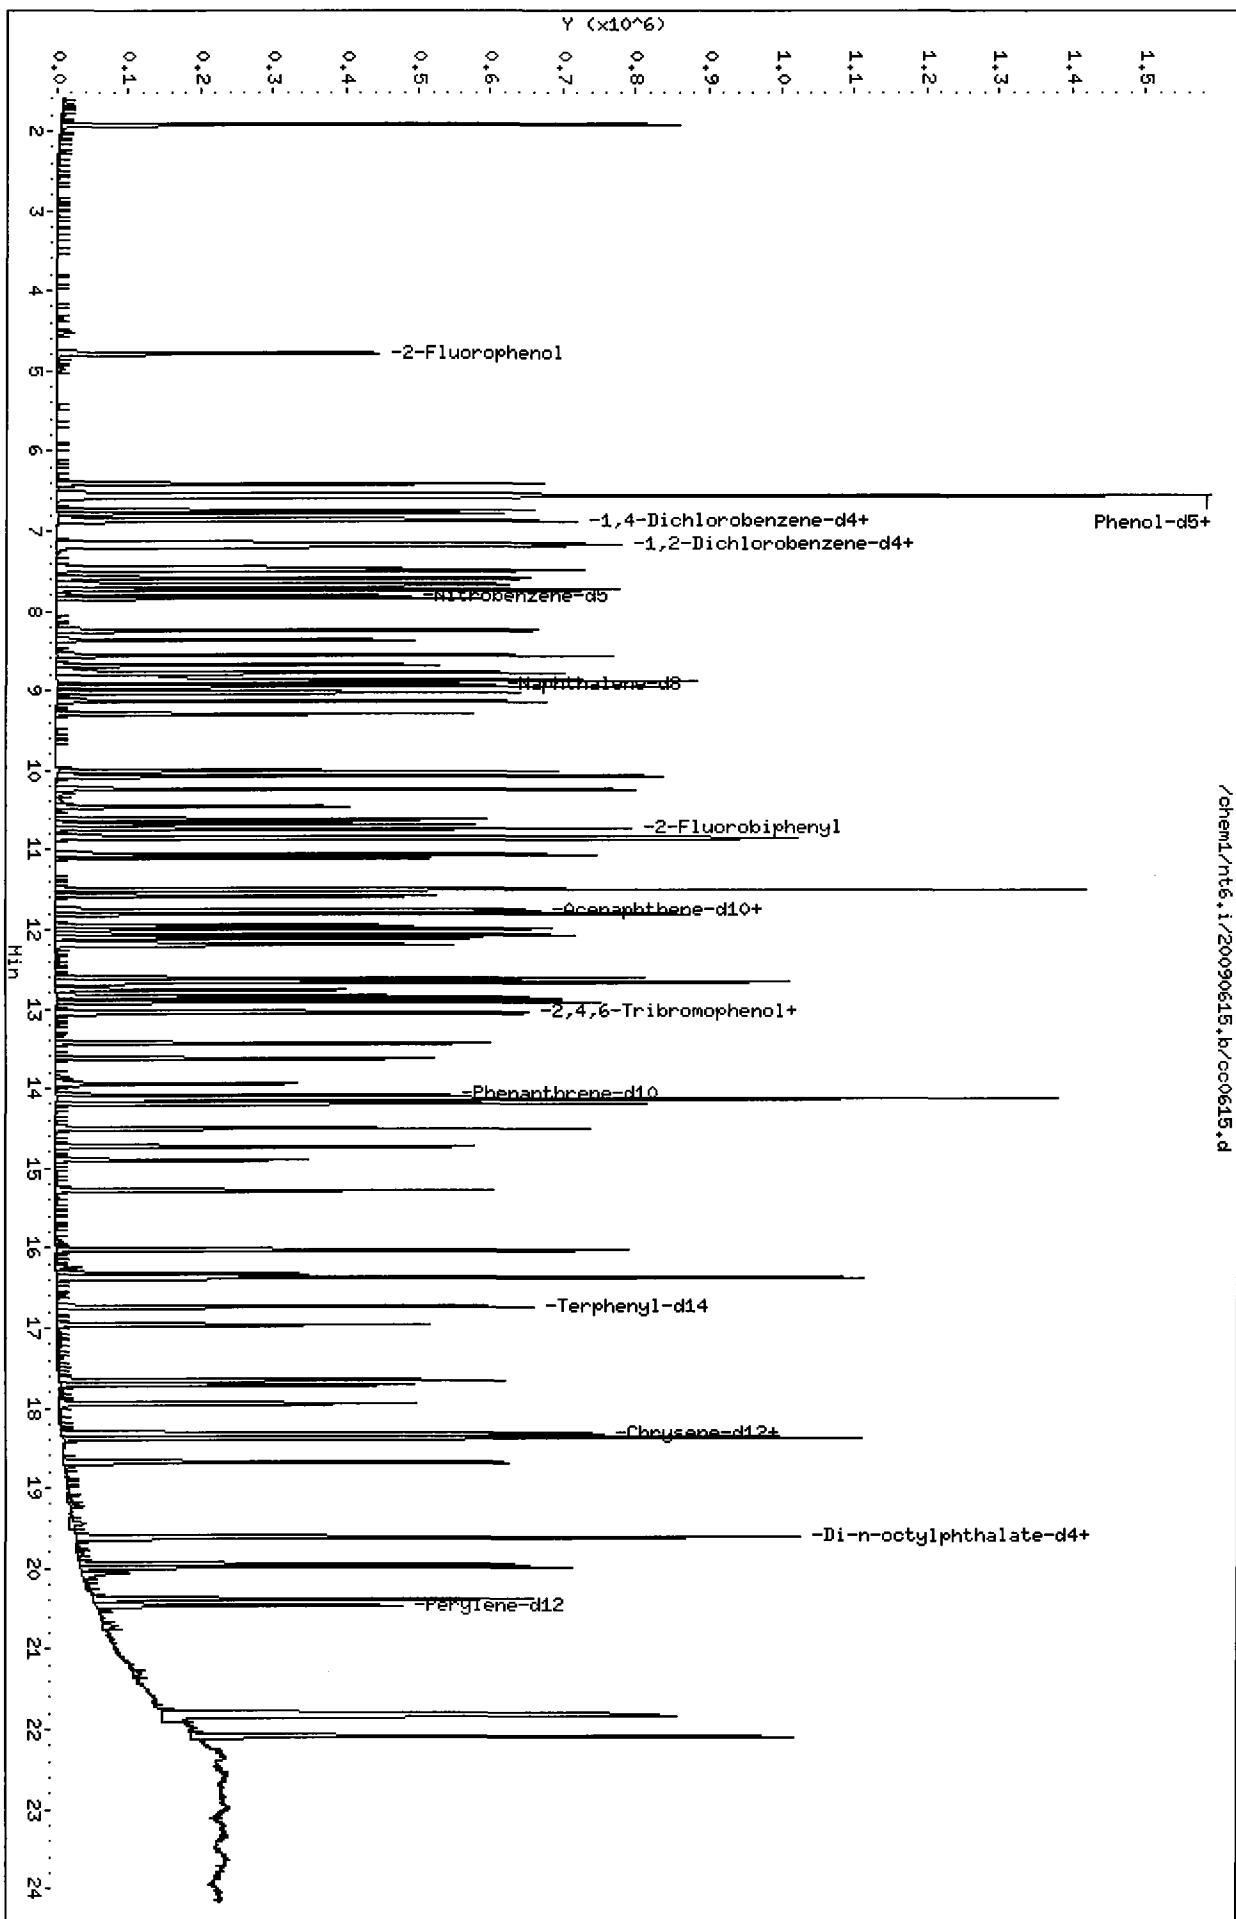 /chem1/nt6.i/20090615.b/cc0615.d
Y (x10^6)
1.5
1.4
1.3
1.2
1.1
1.0
0.9
0.8
0.7
0.6
0.5
0.4
0.3
0.2
0.1
0.0
-2-Fluorophenol
Phenol-d5+
-1,4-Dichlorobenzene-d4+
-1,2-Dichlorobenzene-d4+
-Nitrobenzene-d5
-Naphthalene-d8
-2-Fluorobiphenyl
-Acenaphthene-d10+
-2,4,6-Tribromophenol+
-Phenanthrene-d10
-Terphenyl-d14
-Chrysene-d12+
-Di-n-octylphthalate-d4+
-Perylene-d12
2
3
4
5
6
7
8
9
10
11
12
13
14
15
16
17
18
19
20
21
22
23
24
Min